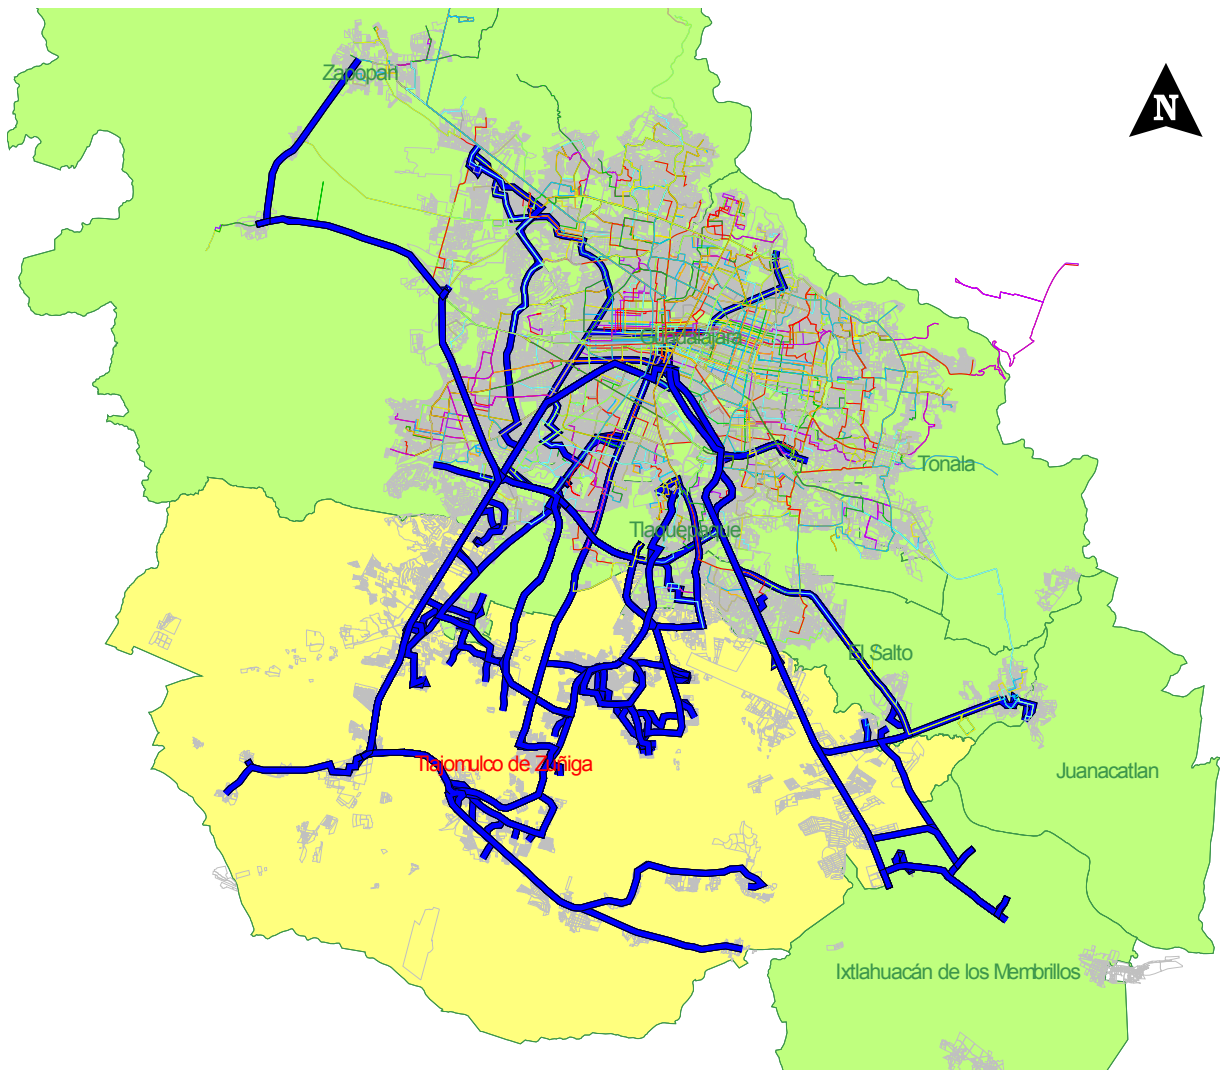 Zapopan
N
Guadalajara
Tonala
Tlaquepaque
El Salto
Tlajomulco de Zuñiga
Juanacatlan
Ixtlahuacán de los Membrillos